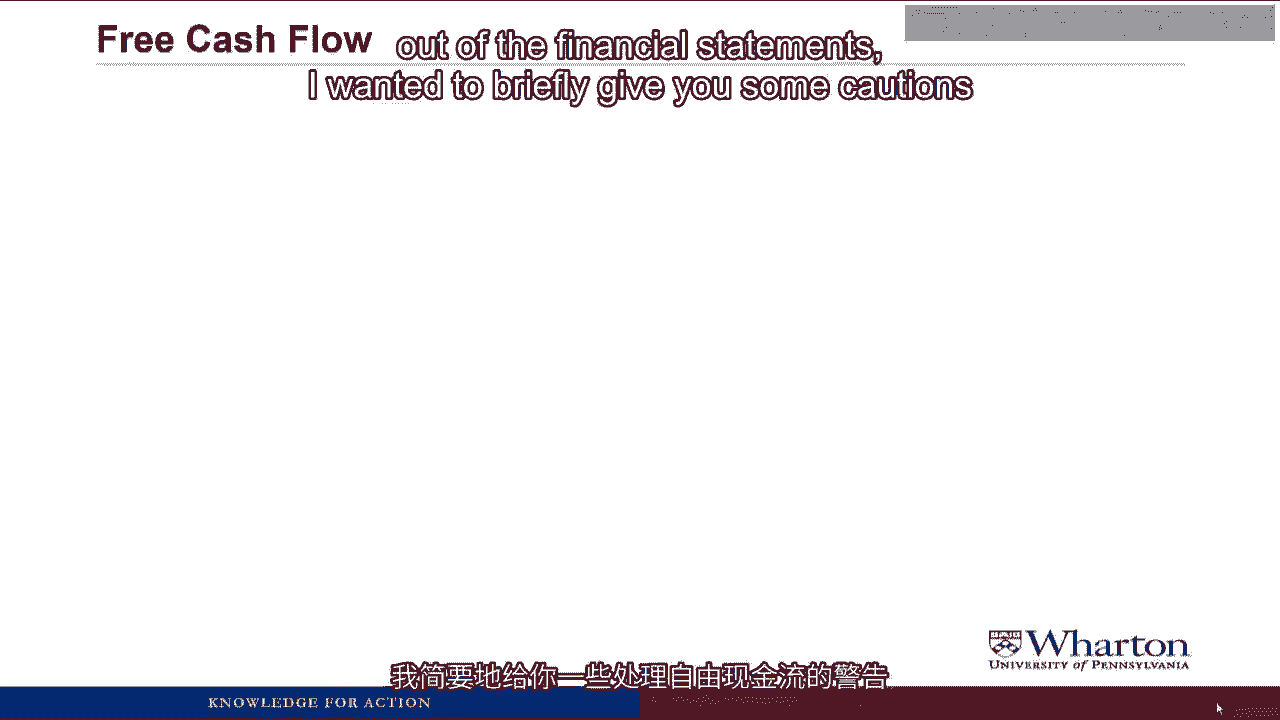 Free Cash Flow
out of the financial statements,
I wanted to briefly give you some cautions
Wharton
UNIVERSITY of PENNSYLVANIA
我简要地给你一些处理自由现金流的警告
KNOWLEDGE FOR ACTION